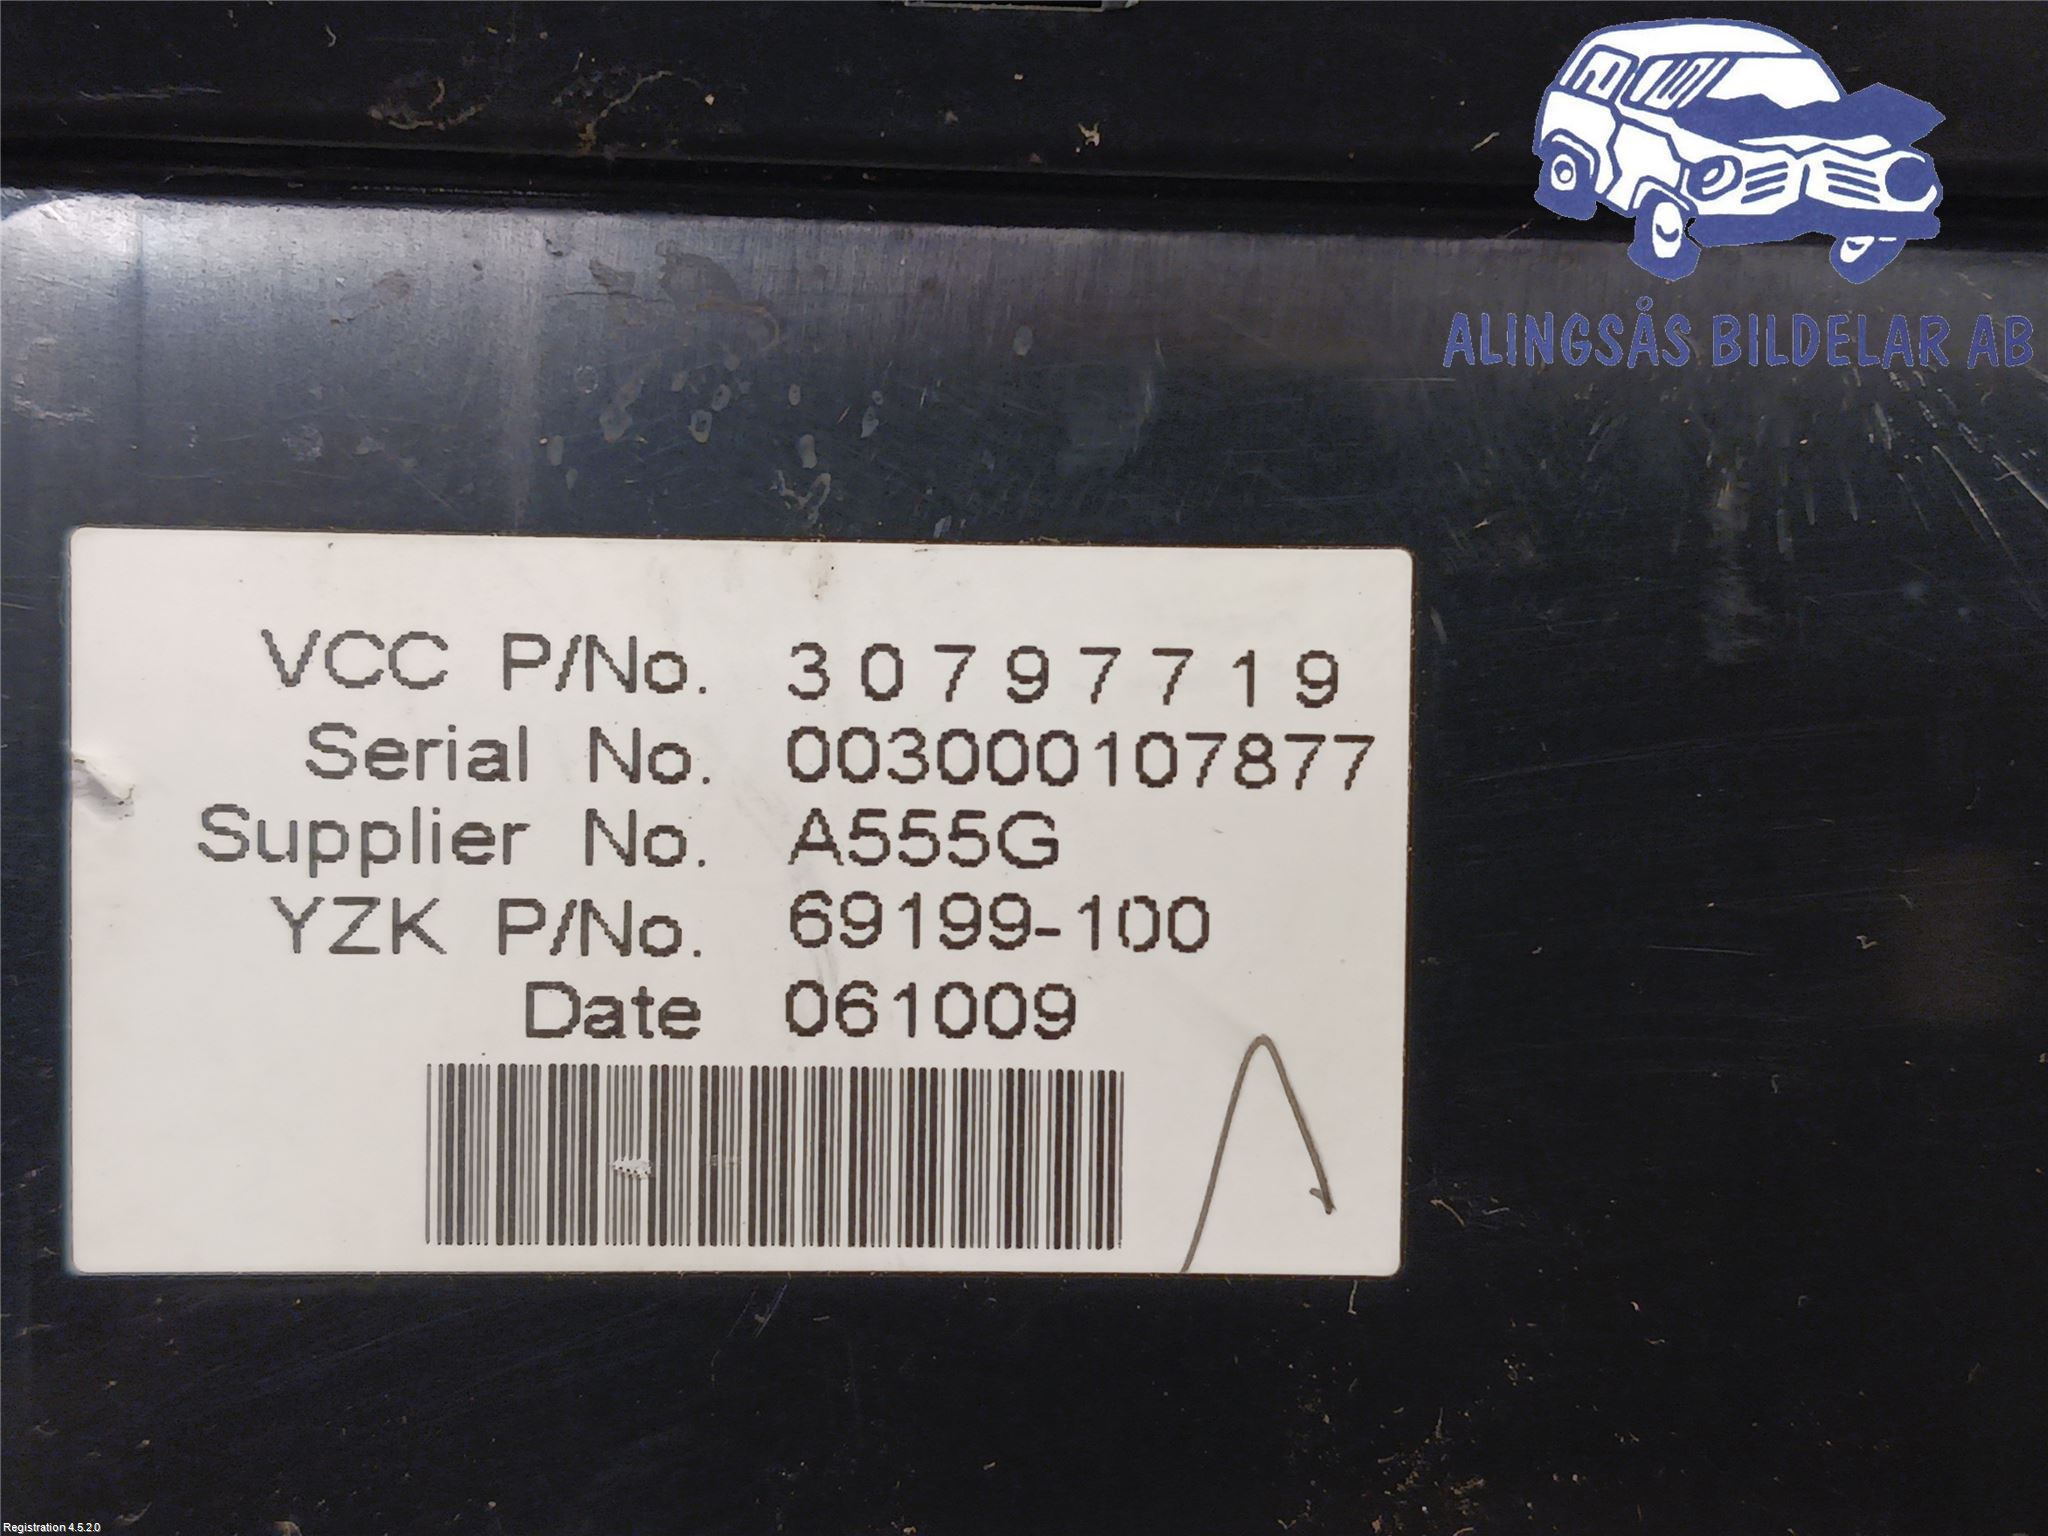 ALINGSÅS BILDELAR AB
VCC P/No. 30797719
Serial No. 003000107877
Supplier No. A555G
YZK P/No. 69199-100
Date 061009
Registration 4.5.2.0